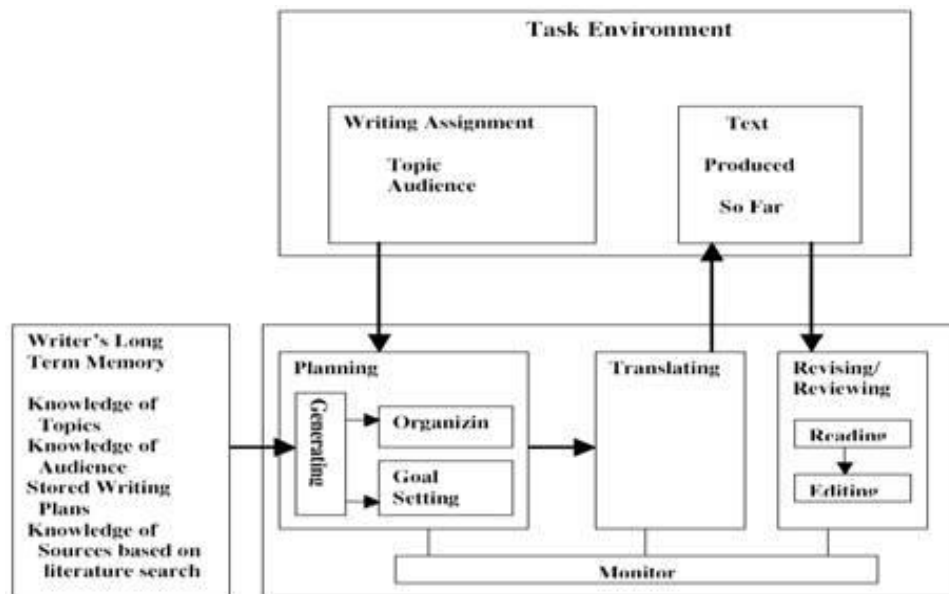 Task Environment
Writing Assignment
Topic
Audience
Text
Produced
So Far
Writer's Long
Term Memory
Knowledge of
Topics
Knowledge of
Audience
Stored Writing
Plans
Knowledge of
Sources based on
literature search
Planning
Generating
Organizin
Goal
Setting
Translating
Revising/
Reviewing
Reading
Editing
Monitor